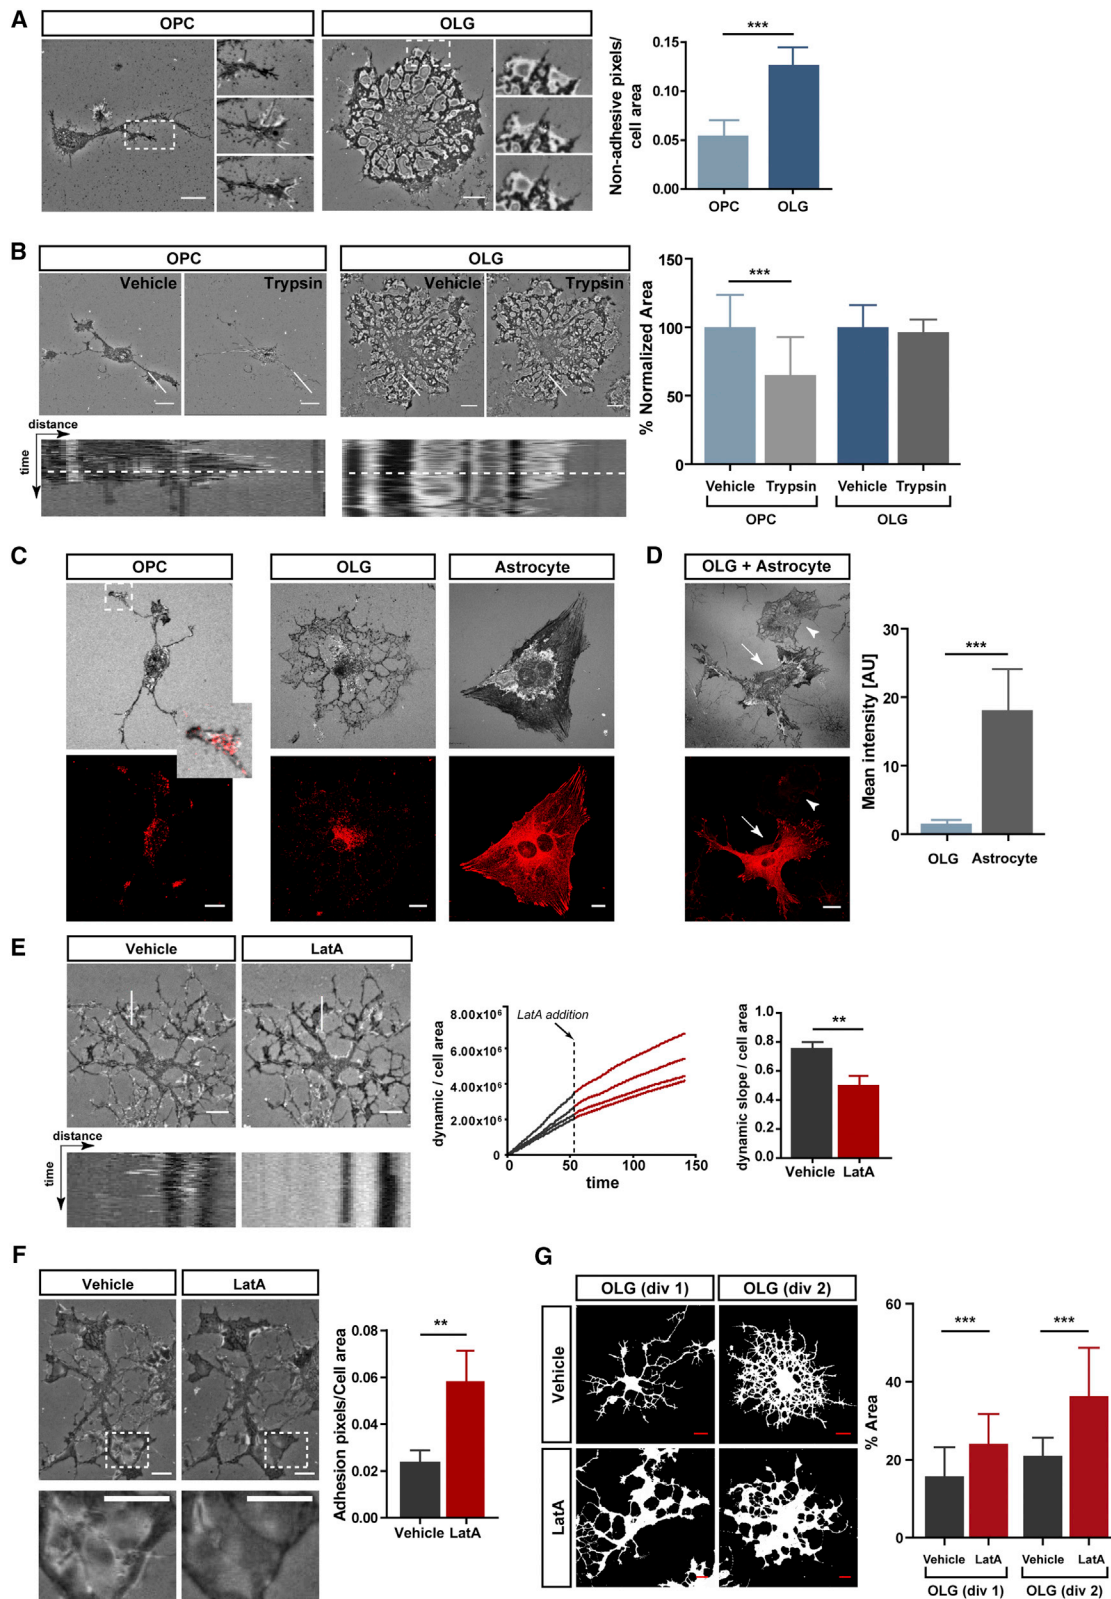 A
OPC
OLG
Non-adhesive pixels/
cell area
0.15
0.10
0.05
0.00
***
OPC
OLG
B
OPC
OLG
Vehicle
Trypsin
Vehicle
Trypsin
distance
time
% Normalized Area
150
100
50
0
***
Vehicle
Trypsin
Vehicle
Trypsin
OPC
OLG
C
OPC
OLG
Astrocyte
D
OLG + Astrocyte
Mean intensity [AU]
30
20
10
0
***
OLG
Astrocyte
E
Vehicle
LatA
distance
time
dynamic / cell area
8.00x10⁶
6.00x10⁶
4.00x10⁶
2.00x10⁶
0
LatA addition
0
50
100
150
time
dynamic slope / cell area
1.0
0.8
0.6
0.4
0.2
0.0
**
Vehicle
LatA
F
Vehicle
LatA
Adhesion pixels/Cell area
0.08
0.06
0.04
0.02
0.00
**
Vehicle
LatA
G
OLG (div 1)
OLG (div 2)
Vehicle
LatA
% Area
60
40
20
0
***
***
Vehicle
LatA
Vehicle
LatA
OLG (div 1)
OLG (div 2)